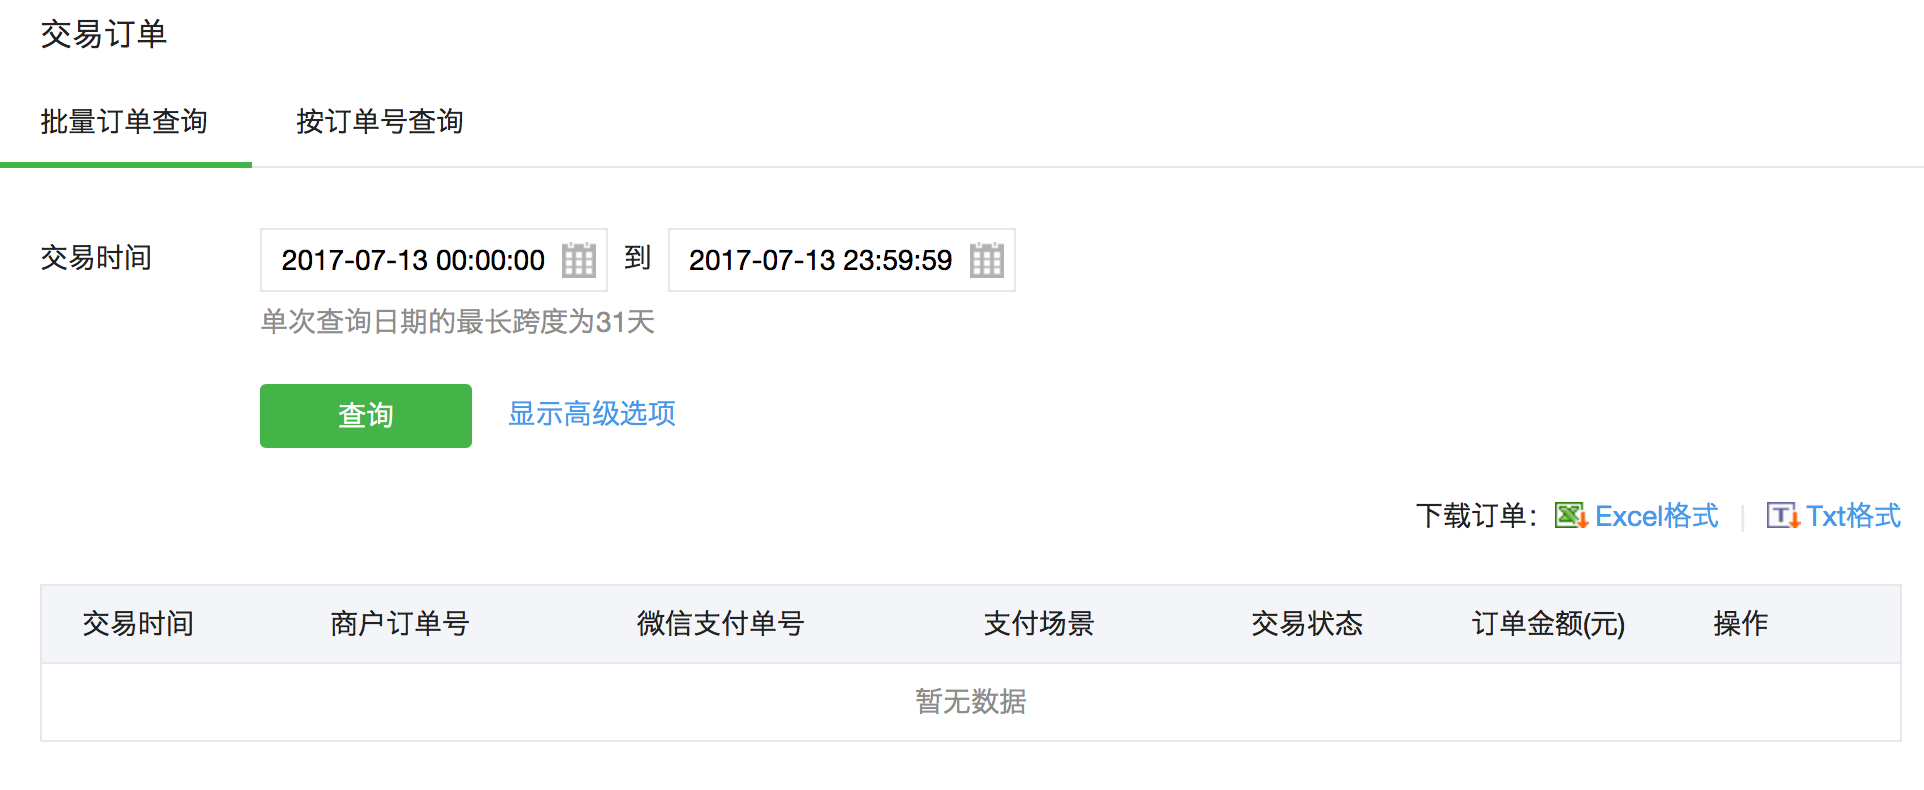 交易订单
批量订单查询 按订单号查询
交易时间 2017-07-13 00:00:00 到 2017-07-13 23:59:59
单次查询日期的最长跨度为31天
查询 显示高级选项
下载订单： Excel格式 | Txt格式
交易时间 商户订单号 微信支付单号 支付场景 交易状态 订单金额(元) 操作
暂无数据